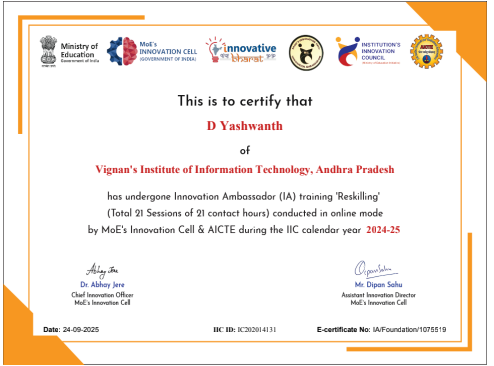 Ministry of
Education
Government of India
MoE's
INNOVATION CELL
(GOVERNMENT OF INDIA)
innovative
bharat
INSTITUTION'S
INNOVATION
COUNCIL
AICTE
This is to certify that
D Yashwanth
of
Vignan's Institute of Information Technology, Andhra Pradesh
has undergone Innovation Ambassador (IA) training 'Reskilling'
(Total 21 Sessions of 21 contact hours) conducted in online mode
by MoE's Innovation Cell & AICTE during the IIC calendar year 2024-25
Abhay Jere
Dr. Abhay Jere
Chief Innovation Officer
MoE's Innovation Cell
Mr. Dipan Sahu
Assistant Innovation Director
MoE's Innovation Cell
Date: 24-09-2025
IIC ID: IC202014131
E-certificate No: IA/Foundation/1075519